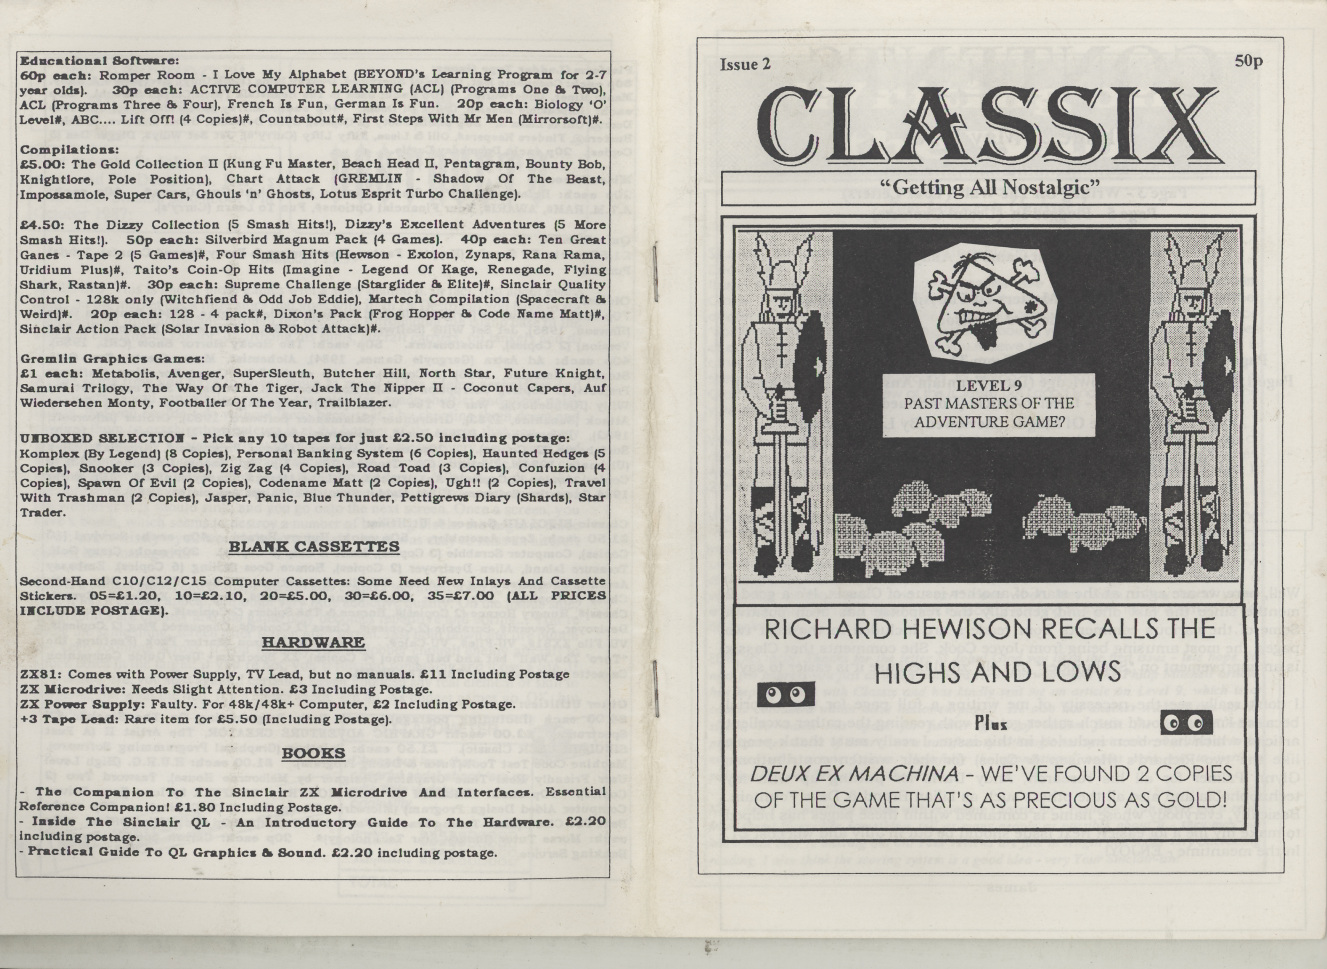 Educational Software:
60p each: Romper Room - I Love My Alphabet (BEYOND's Learning Program for 2-7
year olds). 30p each: ACTIVE COMPUTER LEARNING (ACL) (Programs One & Two),
ACL (Programs Three & Four), French Is Fun, German Is Fun. 20p each: Biology 'O'
Level#, ABC.... Lift Off! (4 Copies)#, Countabout#, First Steps With Mr Men (Mirrorsoft)#.
Compilations:
£5.00: The Gold Collection II (Kung Fu Master, Beach Head II, Pentagram, Bounty Bob,
Knightlore, Pole Position), Chart Attack (GREMLIN - Shadow Of The Beast,
Impossamole, Super Cars, Ghouls 'n' Ghosts, Lotus Esprit Turbo Challenge).
£4.50: The Dizzy Collection (5 Smash Hits!), Dizzy's Excellent Adventures (5 More
Smash Hits!). 50p each: Silverbird Magnum Pack (4 Games). 40p each: Ten Great
Ganes - Tape 2 (5 Games)#, Four Smash Hits (Hewson - Exolon, Zynaps, Rana Rama,
Uridium Plus)#, Taito's Coin-Op Hits (Imagine - Legend Of Kage, Renegade, Flying
Shark, Rastan)#. 30p each: Supreme Challenge (Starglider & Elite)#, Sinclair Quality
Control - 128k only (Witchfiend & Odd Job Eddie), Martech Compilation (Spacecraft &
Weird)#. 20p each: 128 - 4 pack#, Dixon's Pack (Frog Hopper & Code Name Matt)#,
Sinclair Action Pack (Solar Invasion & Robot Attack)#.
Gremlin Graphics Games:
£1 each: Metabolis, Avenger, SuperSleuth, Butcher Hill, North Star, Future Knight,
Samurai Trilogy, The Way Of The Tiger, Jack The Nipper II - Coconut Capers, Auf
Wiedersehen Monty, Footballer Of The Year, Trailblazer.
UNBOXED SELECTION - Pick any 10 tapes for just £2.50 including postage:
Komplex (By Legend) (8 Copies), Personal Banking System (6 Copies), Haunted Hedges (5
Copies), Snooker (3 Copies), Zig Zag (4 Copies), Road Toad (3 Copies), Confuzion (4
Copies), Spawn Of Evil (2 Copies), Codename Matt (2 Copies), Ugh!! (2 Copies), Travel
With Trashman (2 Copies), Jasper, Panic, Blue Thunder, Pettigrews Diary (Shards), Star
Trader.
BLANK CASSETTES
Second-Hand C10/C12/C15 Computer Cassettes: Some Need New Inlays And Cassette
Stickers. 05=£1.20, 10=£2.10, 20=£5.00, 30=£6.00, 35=£7.00 (ALL PRICES
INCLUDE POSTAGE).
HARDWARE
ZX81: Comes with Power Supply, TV Lead, but no manuals. £11 Including Postage
ZX Microdrive: Needs Slight Attention. £3 Including Postage.
ZX Power Supply: Faulty. For 48k/48k+ Computer, £2 Including Postage.
+3 Tape Lead: Rare item for £5.50 (Including Postage).
BOOKS
- The Companion To The Sinclair ZX Microdrive And Interfaces. Essential
Reference Companion! £1.80 Including Postage.
- Inside The Sinclair QL - An Introductory Guide To The Hardware. £2.20
including postage.
- Practical Guide To QL Graphics & Sound. £2.20 including postage.
Issue 2
50p
CLASSIX
"Getting All Nostalgic"
LEVEL 9
PAST MASTERS OF THE
ADVENTURE GAME?
RICHARD HEWISON RECALLS THE
HIGHS AND LOWS
Plus
DEUX EX MACHINA - WE'VE FOUND 2 COPIES
OF THE GAME THAT'S AS PRECIOUS AS GOLD!